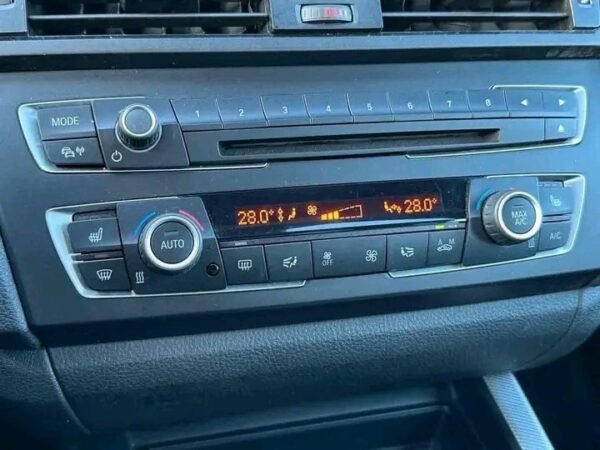 MODE
1 2 3 4 5 6 7 8
28.0° 28.0°
AUTO
MAX A/C
OFF
A M
A/C